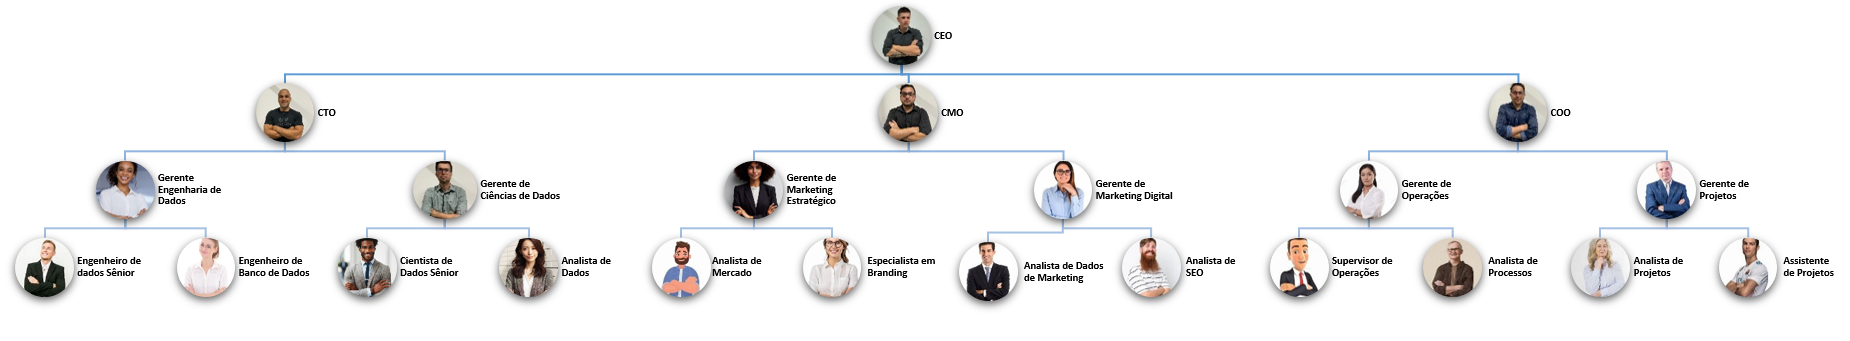 CEO
CTO
CMO
COO
Gerente
Engenharia de
Dados
Gerente de
Ciências de Dados
Gerente de
Marketing
Estratégico
Gerente de
Marketing Digital
Gerente de
Operações
Gerente de
Projetos
Engenheiro de
dados Sênior
Engenheiro de
Banco de Dados
Cientista de
Dados Sênior
Analista de
Dados
Analista de
Mercado
Especialista em
Branding
Analista de Dados
de Marketing
Analista de
SEO
Supervisor de
Operações
Analista de
Processos
Analista de
Projetos
Assistente
de Projetos